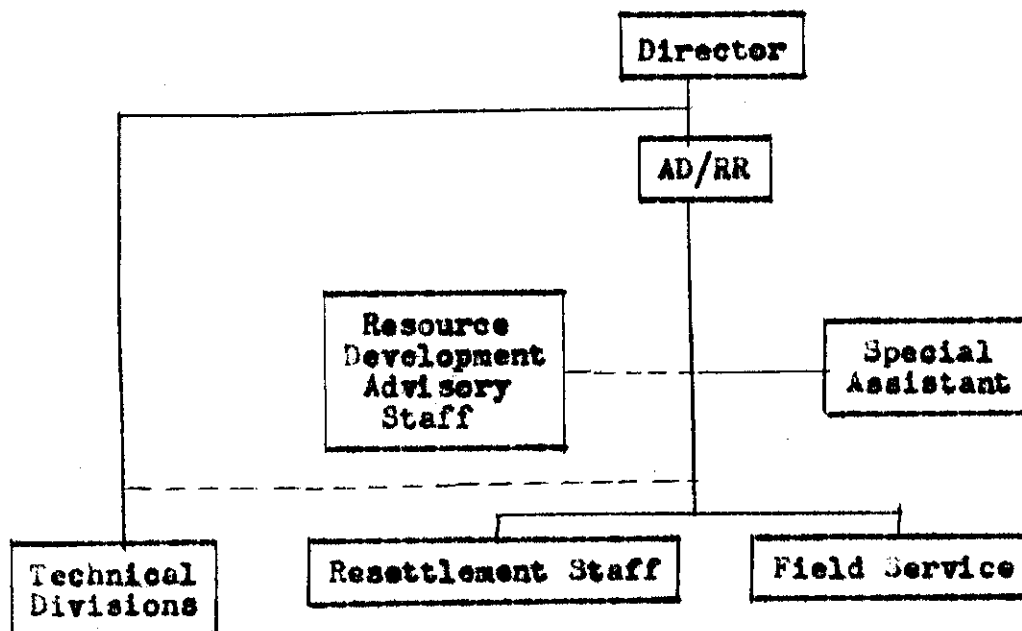 Director
AD/RR
Resource
Development
Advisory
Staff
Special
Assistant
Technical
Divisions
Resettlement Staff
Field Service